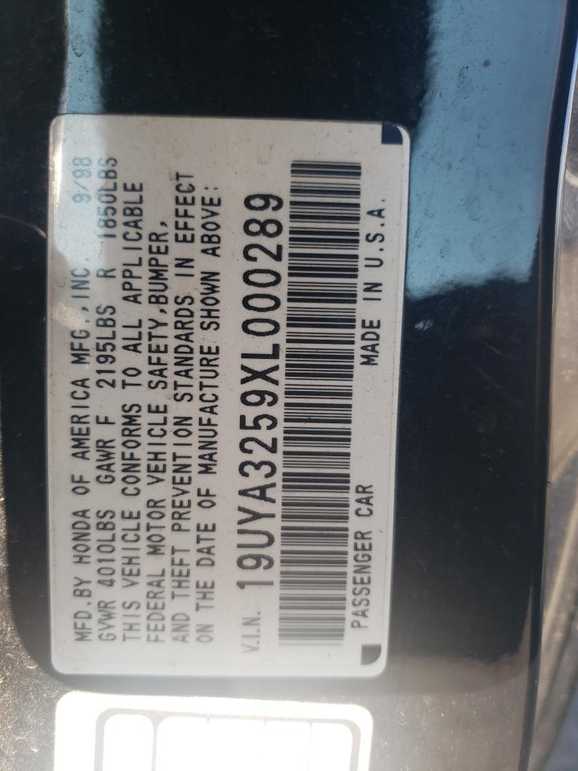 MFD.BY HONDA OF AMERICA MFG.,INC. 9/98
GVWR 4010LBS GAWR F 2195LBS R 1850LBS
THIS VEHICLE CONFORMS TO ALL APPLICABLE
FEDERAL MOTOR VEHICLE SAFETY,BUMPER,
AND THEFT PREVENTION STANDARDS IN EFFECT
ON THE DATE OF MANUFACTURE SHOWN ABOVE:
V.I.N. 19UYA3259XL000289
PASSENGER CAR MADE IN U.S.A.